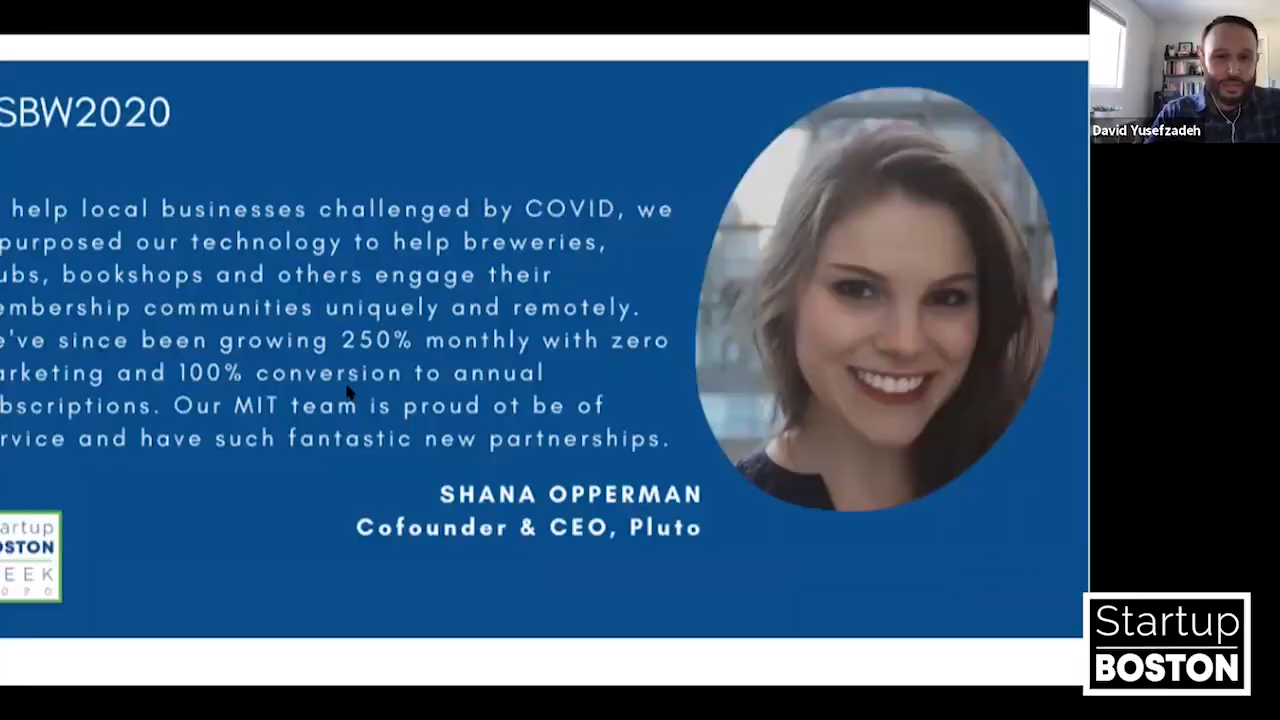 SBW2020
help local businesses challenged by COVID, we
purposed our technology to help breweries,
ubs, bookshops and others engage their
embership communities uniquely and remotely.
e've since been growing 250% monthly with zero
arketing and 100% conversion to annual
bscriptions. Our MIT team is proud ot be of
rvice and have such fantastic new partnerships.
SHANA OPPERMAN
Cofounder & CEO, Pluto
artup
OSTON
EEK
David Yusefzadeh
Startup
BOSTON